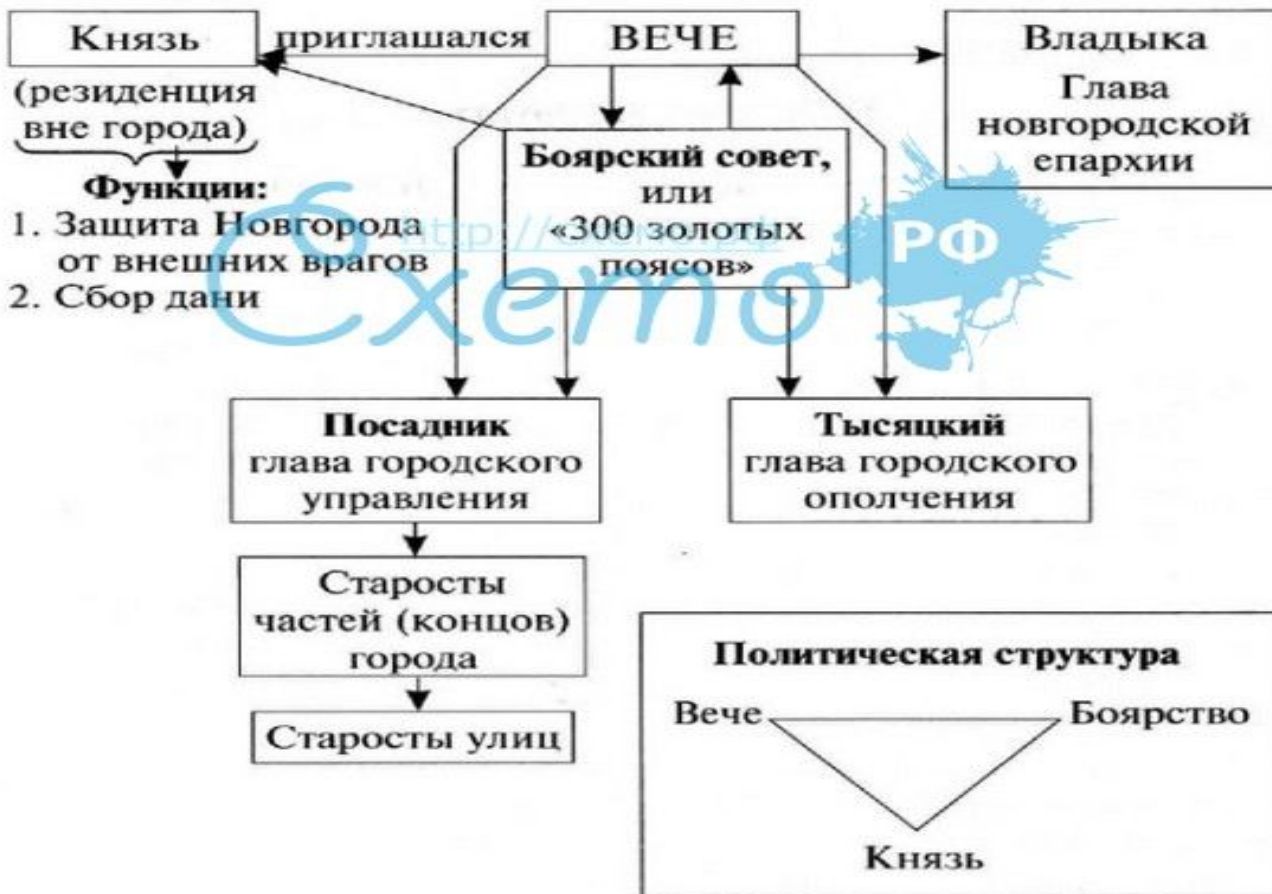 Князь
приглашался
ВЕЧЕ
Владыка
Глава
новгородской
епархии
(резиденция
вне города)
Функции:
1. Защита Новгорода
от внешних врагов
2. Сбор дани
Боярский совет,
или
«300 золотых
поясов»
Схемо
РФ
Посадник
глава городского
управления
Тысяцкий
глава городского
ополчения
Старосты
частей (концов)
города
Старосты улиц
Политическая структура
Вече
Боярство
Князь